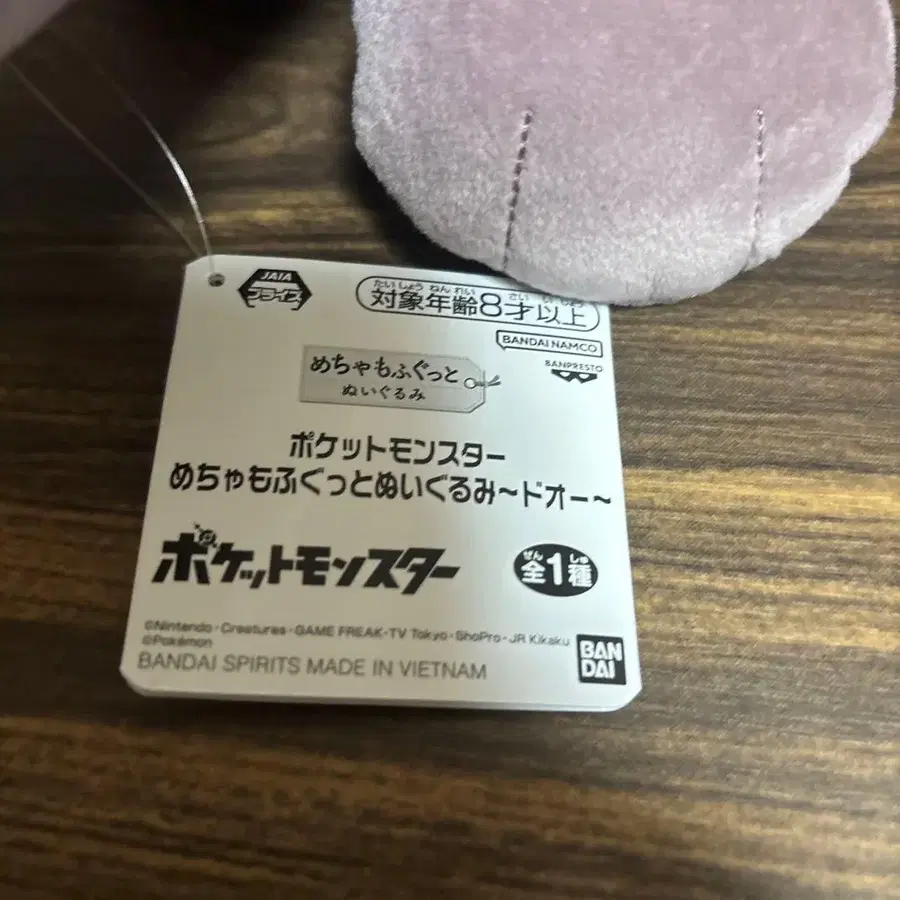 JAIA
プライズ
たいしょうねんれい さい いじょう
対象年齢8才以上
BANDAI NAMCO
BANPRESTO
めちゃもふぐっと
ぬいぐるみ
ポケットモンスター
めちゃもふぐっとぬいぐるみ~ドオー~
ポケットモンスター
ぜん しゅ
全1種
©Nintendo・Creatures・GAME FREAK・TV Tokyo・ShoPro・JR Kikaku
©Pokémon
BANDAI SPIRITS MADE IN VIETNAM
BAN
DAI